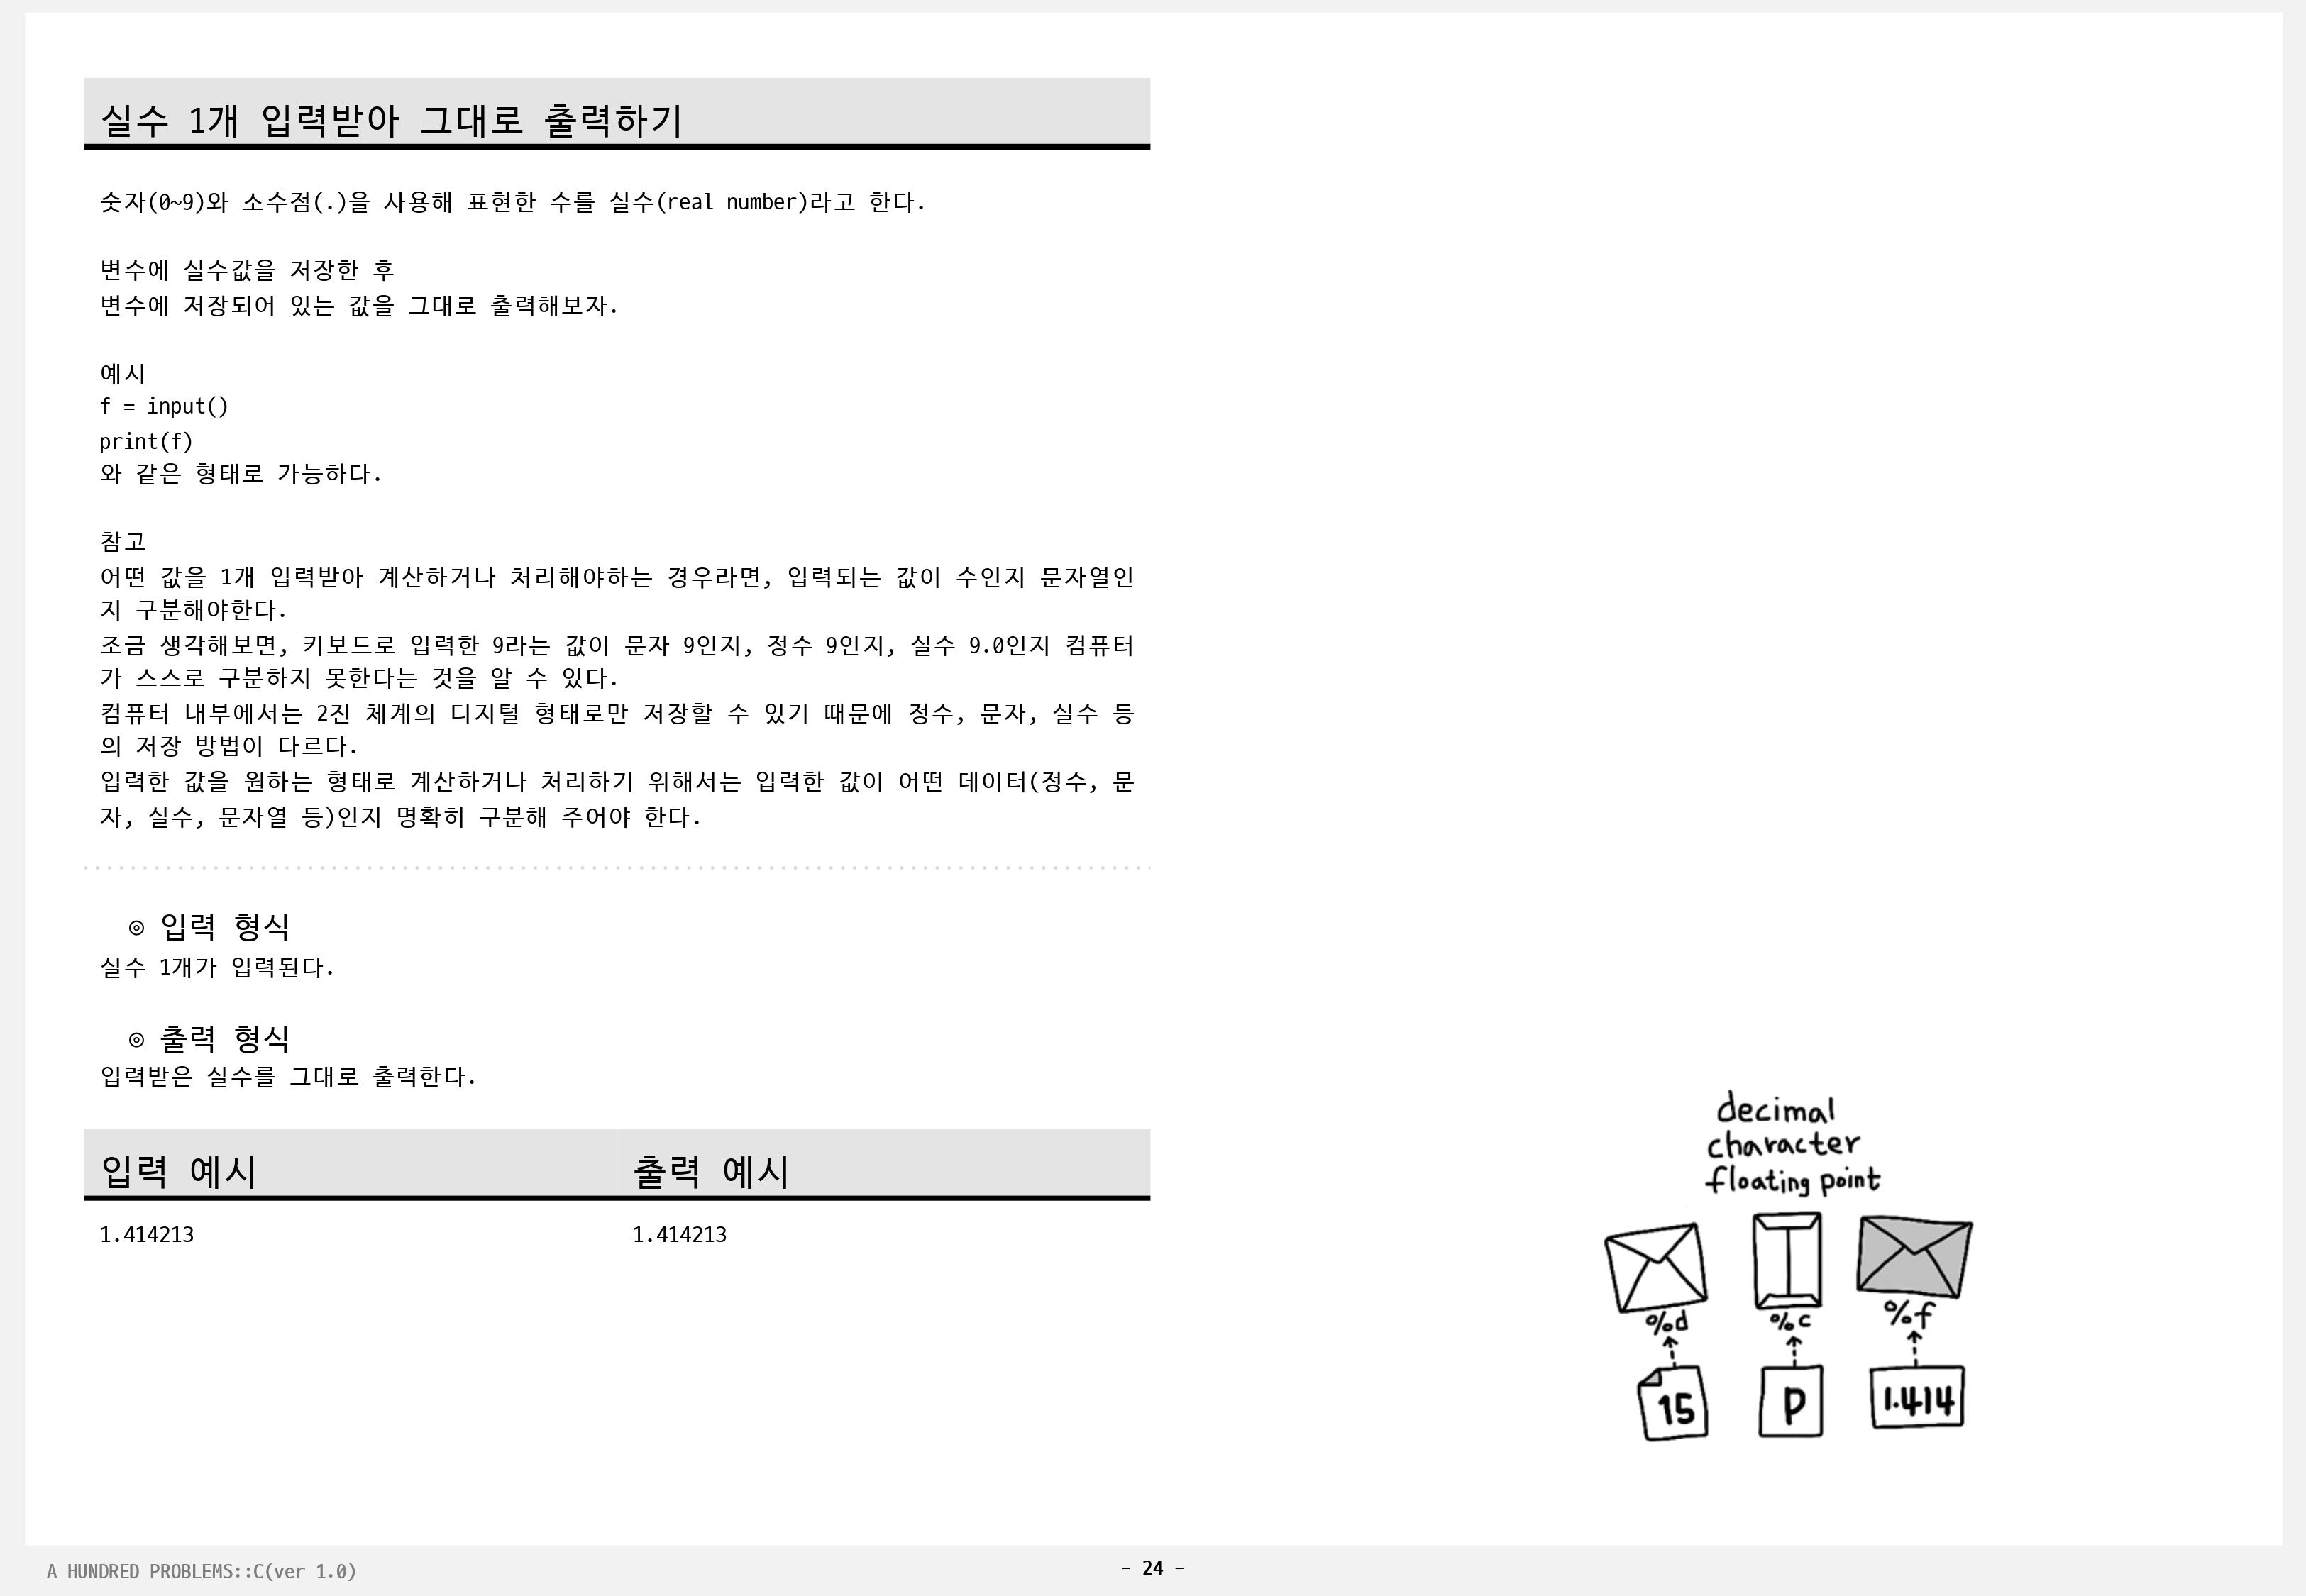 실수 1개 입력받아 그대로 출력하기
숫자(0~9)와 소수점(.)을 사용해 표현한 수를 실수(real number)라고 한다.
변수에 실수값을 저장한 후
변수에 저장되어 있는 값을 그대로 출력해보자.
예시
f = input()
print(f)
와 같은 형태로 가능하다.
참고
어떤 값을 1개 입력받아 계산하거나 처리해야하는 경우라면, 입력되는 값이 수인지 문자열인
지 구분해야한다.
조금 생각해보면, 키보드로 입력한 9라는 값이 문자 9인지, 정수 9인지, 실수 9.0인지 컴퓨터
가 스스로 구분하지 못한다는 것을 알 수 있다.
컴퓨터 내부에서는 2진 체계의 디지털 형태로만 저장할 수 있기 때문에 정수, 문자, 실수 등
의 저장 방법이 다르다.
입력한 값을 원하는 형태로 계산하거나 처리하기 위해서는 입력한 값이 어떤 데이터(정수, 문
자, 실수, 문자열 등)인지 명확히 구분해 주어야 한다.
◎ 입력 형식
실수 1개가 입력된다.
◎ 출력 형식
입력받은 실수를 그대로 출력한다.
입력 예시 출력 예시
1.414213 1.414213
decimal
character
floating point
%d %c %f
15 P 1.414
A HUNDRED PROBLEMS::C(ver 1.0)
- 24 -